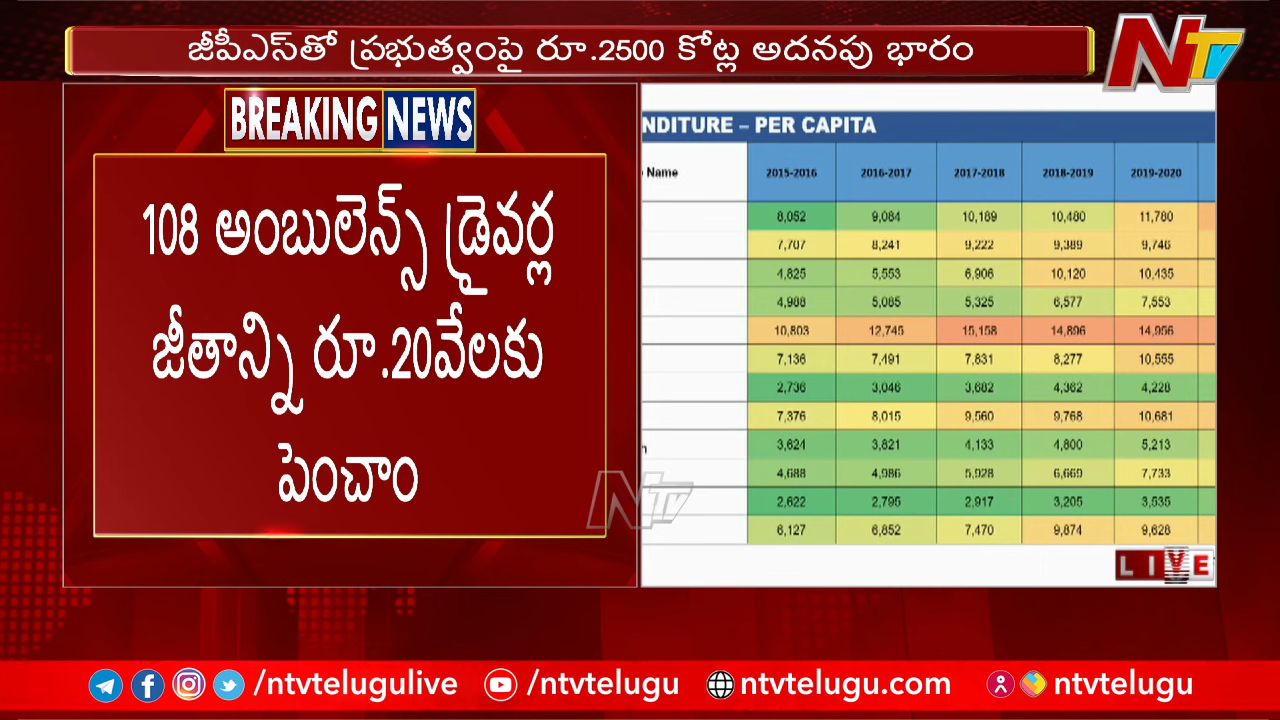 జీపీఎస్‌తో ప్రభుత్వంపై రూ.2500 కోట్ల అదనపు భారం
NTV
BREAKING NEWS
108 అంబులెన్స్ డ్రైవర్ల
జీతాన్ని రూ.20వేలకు
పెంచాం
NDITURE – PER CAPITA
Name 2015-2016 2016-2017 2017-2018 2018-2019 2019-2020
8,052 9,084 10,189 10,480 11,780
7,707 8,241 9,222 9,389 9,746
4,825 5,553 6,906 10,120 10,435
4,988 5,085 5,325 6,577 7,553
10,803 12,745 15,158 14,896 14,956
7,136 7,491 7,831 8,277 10,555
2,736 3,046 3,682 4,362 4,228
7,376 8,015 9,560 9,768 10,681
3,624 3,821 4,133 4,800 5,213
4,688 4,986 5,928 6,669 7,733
2,622 2,795 2,917 3,205 3,535
6,127 6,852 7,470 9,874 9,628
NTV
LIVE
/ntvtelugulive /ntvtelugu ntvtelugu.com ntvtelugu